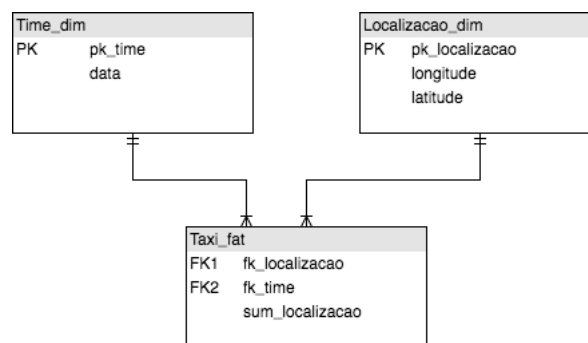 Time_dim
PK pk_time
data
Localizacao_dim
PK pk_localizacao
longitude
latitude
Taxi_fat
FK1 fk_localizacao
FK2 fk_time
sum_localizacao